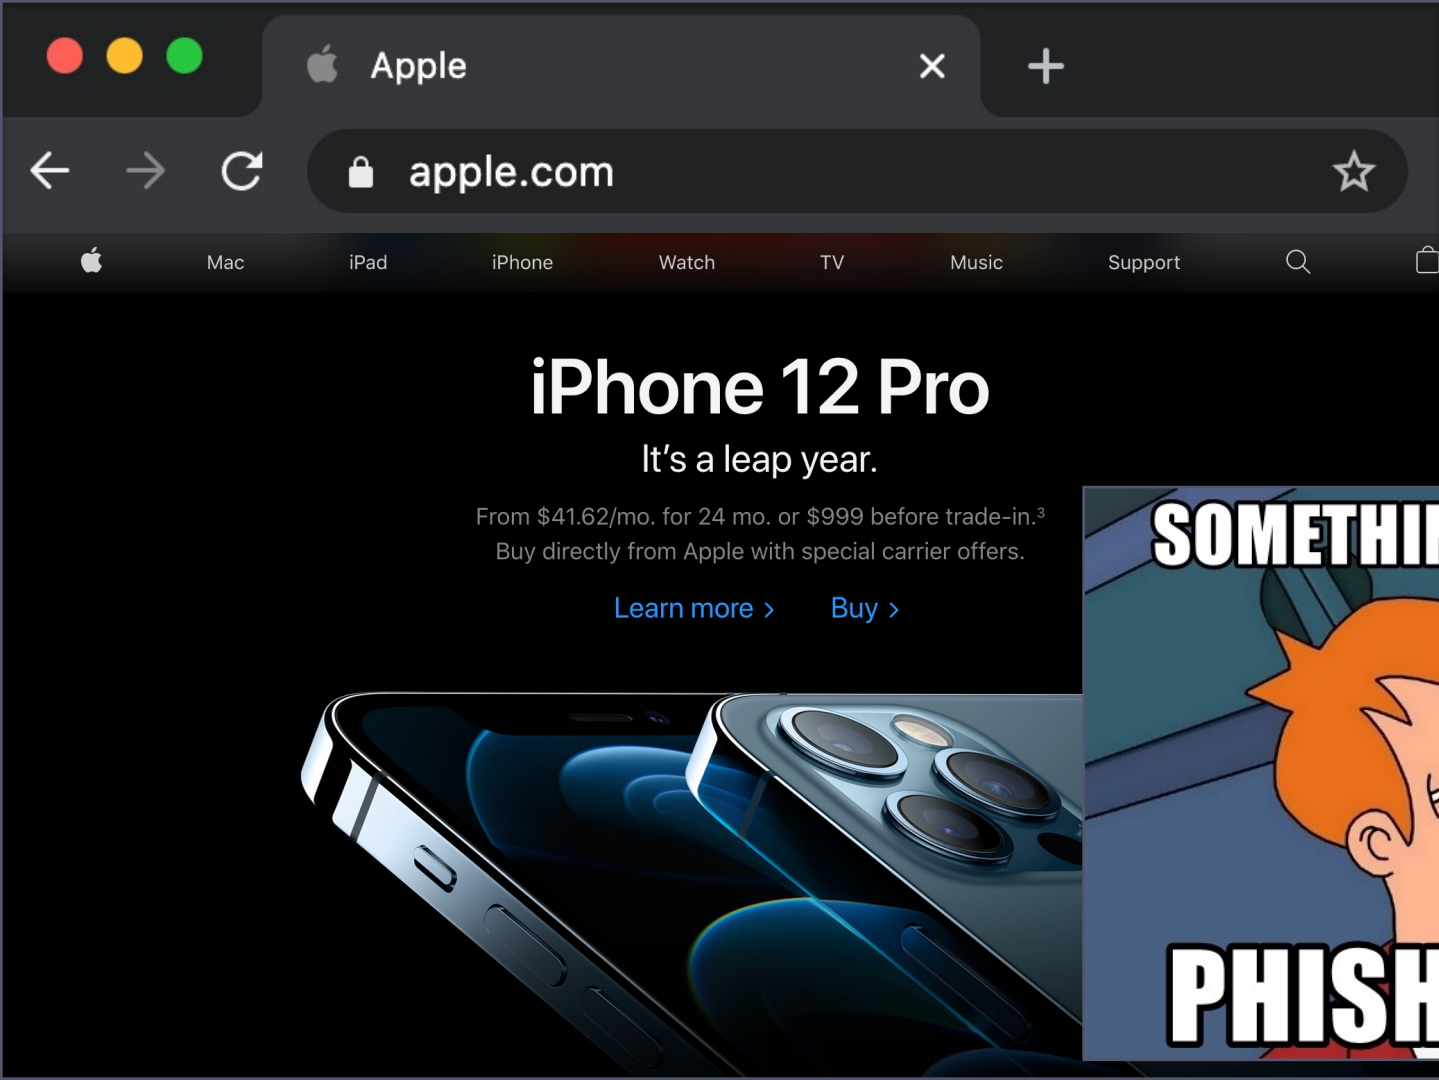 Apple
apple.com
Mac iPad iPhone Watch TV Music Support
iPhone 12 Pro
It's a leap year.
From $41.62/mo. for 24 mo. or $999 before trade-in.³
Buy directly from Apple with special carrier offers.
Learn more > Buy >
SOMETHIN
PHISH